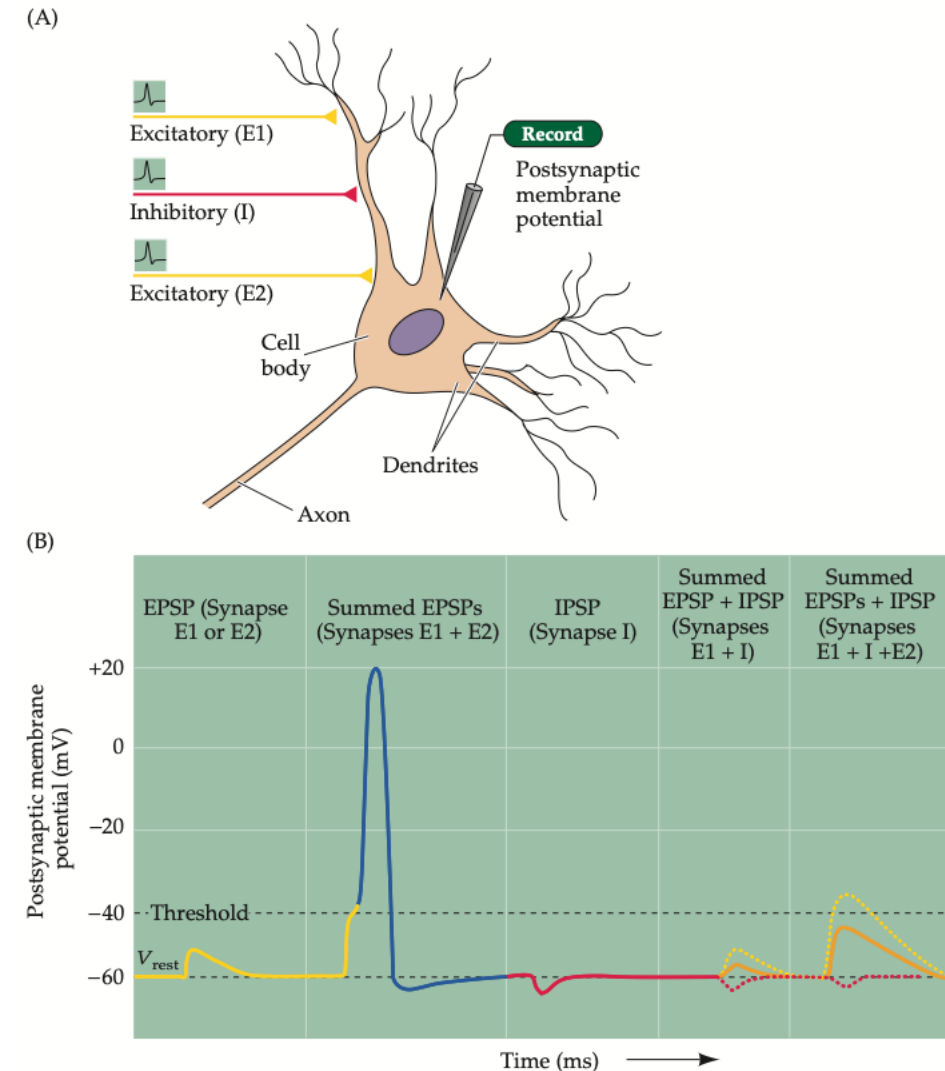 (A)
Excitatory (E1)
Inhibitory (I)
Excitatory (E2)
Record
Postsynaptic
membrane
potential
Cell
body
Dendrites
Axon
(B)
EPSP (Synapse
E1 or E2)
Summed EPSPs
(Synapses E1 + E2)
IPSP
(Synapse I)
Summed
EPSP + IPSP
(Synapses
E1 + I)
Summed
EPSPs + IPSP
(Synapses
E1 + I +E2)
Postsynaptic membrane
potential (mV)
+20
0
−20
−40
−60
Threshold
Vrest
Time (ms)